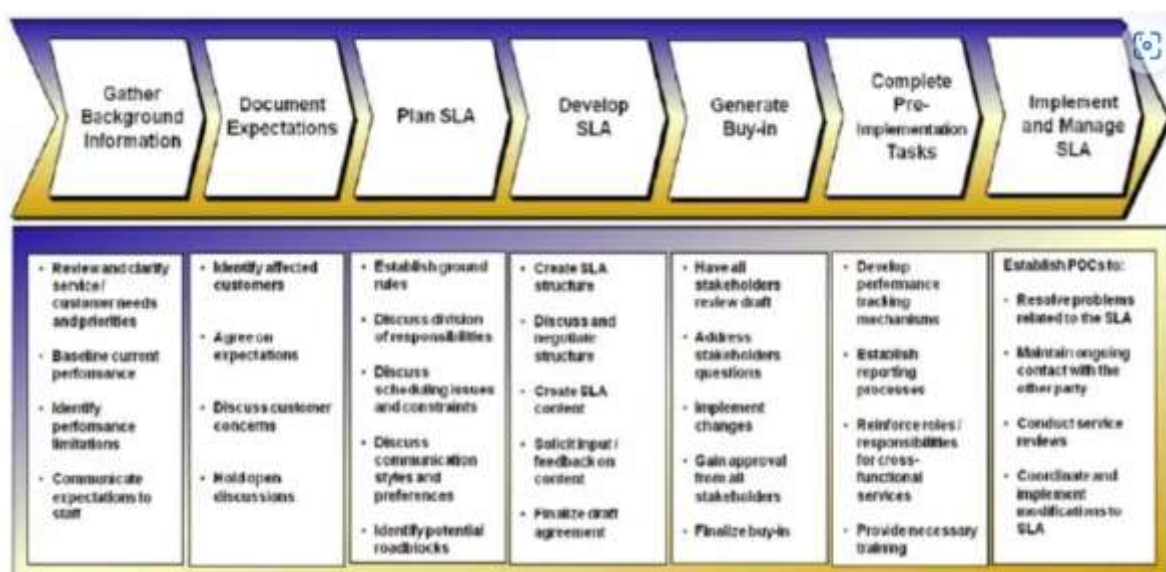 Gather
Background
Information
Document
Expectations
Plan SLA
Develop
SLA
Generate
Buy-in
Complete
Pre-
Implementation
Tasks
Implement
and Manage
SLA
• Review and clarify
service /
customer needs
and priorities
• Baseline current
performance
• Identify
performance
limitations
• Communicate
expectations to
staff
• Identify affected
customers
• Agree on
expectations
• Discuss customer
concerns
• Hold open
discussions
• Establish ground
rules
• Discuss division
of responsibilities
• Discuss
scheduling issues
and constraints
• Discuss
communication
styles and
preferences
• Identify potential
roadblocks
• Create SLA
structure
• Discuss and
negotiate
structure
• Create SLA
content
• Solicit input /
feedback on
content
• Finalize draft
agreement
• Have all
stakeholders
review draft
• Address
stakeholders
questions
• Implement
changes
• Gain approval
from all
stakeholders
• Finalize buy-in
• Develop
performance
tracking
mechanisms
• Establish
reporting
processes
• Reinforce roles /
responsibilities
for cross-
functional
services
• Provide necessary
training
Establish POCs to:
• Resolve problems
related to the SLA
• Maintain ongoing
contact with the
other party
• Conduct service
reviews
• Coordinate and
implement
modifications to
SLA